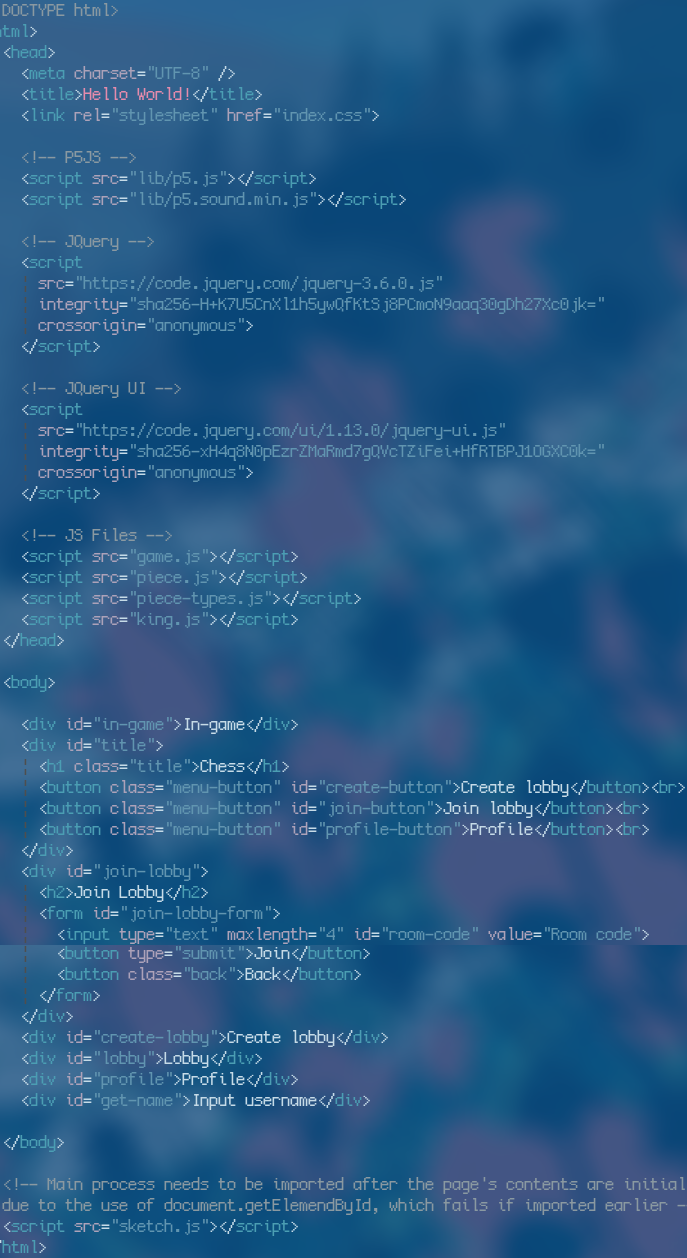 DOCTYPE html>
html>
<head>
<meta charset="UTF-8" />
<title>Hello World!</title>
<link rel="stylesheet" href="index.css">
<!-- P5JS -->
<script src="lib/p5.js"></script>
<script src="lib/p5.sound.min.js"></script>
<!-- JQuery -->
<script
src="https://code.jquery.com/jquery-3.6.0.js"
integrity="sha256-H+K7U5CnXl1h5ywQfKtSj8PCmoN9aaq30gDh27Xc0jk="
crossorigin="anonymous">
</script>
<!-- JQuery UI -->
<script
src="https://code.jquery.com/ui/1.13.0/jquery-ui.js"
integrity="sha256-xH4q8N0pEzrZMaRmd7gQVcTZiFei+HfRTBPJ1OGXC0k="
crossorigin="anonymous">
</script>
<!-- JS Files -->
<script src="game.js"></script>
<script src="piece.js"></script>
<script src="piece-types.js"></script>
<script src="king.js"></script>
</head>
<body>
<div id="in-game">In-game</div>
<div id="title">
<h1 class="title">Chess</h1>
<button class="menu-button" id="create-button">Create lobby</button><br>
<button class="menu-button" id="join-button">Join lobby</button><br>
<button class="menu-button" id="profile-button">Profile</button><br>
</div>
<div id="join-lobby">
<h2>Join Lobby</h2>
<form id="join-lobby-form">
<input type="text" maxlength="4" id="room-code" value="Room code">
<button type="submit">Join</button>
<button class="back">Back</button>
</form>
</div>
<div id="create-lobby">Create lobby</div>
<div id="lobby">Lobby</div>
<div id="profile">Profile</div>
<div id="get-name">Input username</div>
</body>
<!-- Main process needs to be imported after the page's contents are initial
due to the use of document.getElemendById, which fails if imported earlier -
<script src="sketch.js"></script>
html>